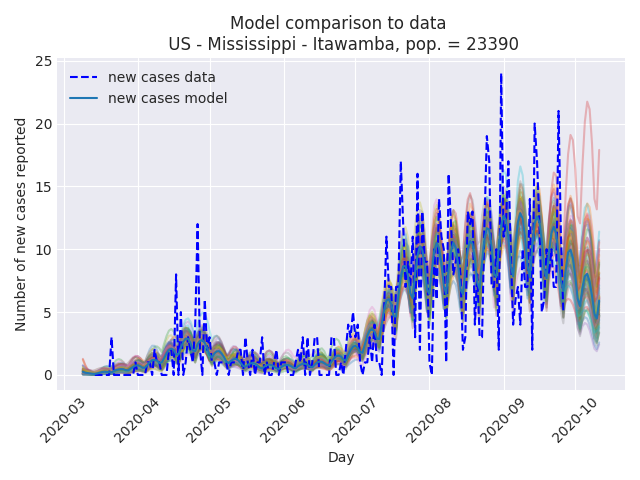 Model comparison to data
US - Mississippi - Itawamba, pop. = 23390
25
new cases data
new cases model
20
15
10
5
0
Number of new cases reported
2020-03
2020-04
2020-05
2020-06
2020-07
2020-08
2020-09
2020-10
Day